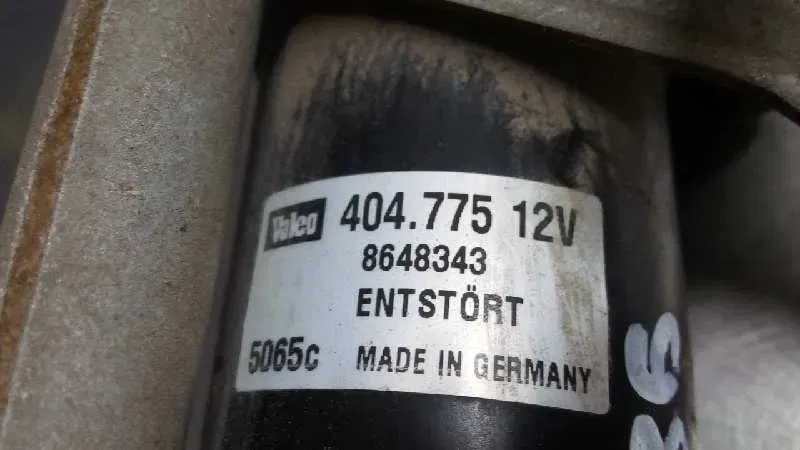 Valeo 404.775 12V
8648343
ENTSTÖRT
5065c MADE IN GERMANY